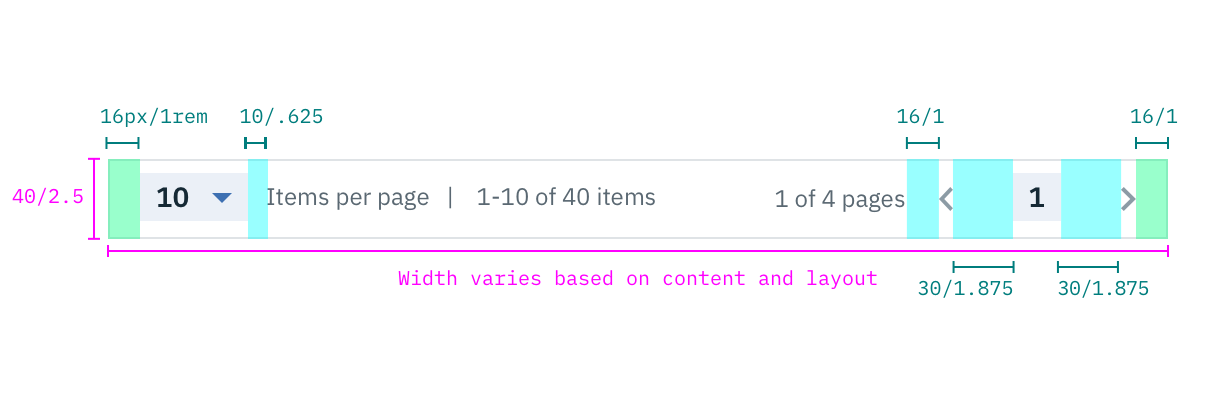 16px/1rem 10/.625 16/1 16/1
40/2.5 10 Items per page | 1-10 of 40 items 1 of 4 pages 1
Width varies based on content and layout
30/1.875 30/1.875